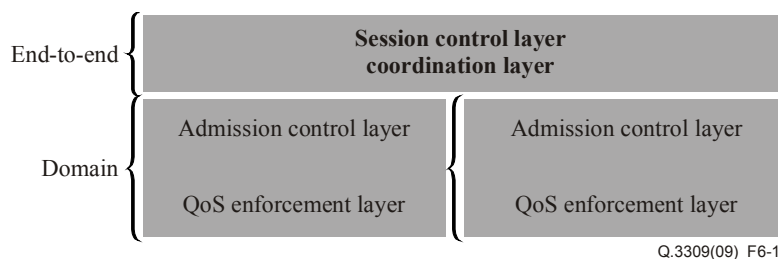 End-to-end
Session control layer
coordination layer
Domain
Admission control layer
QoS enforcement layer
Admission control layer
QoS enforcement layer
Q.3309(09)_F6-1